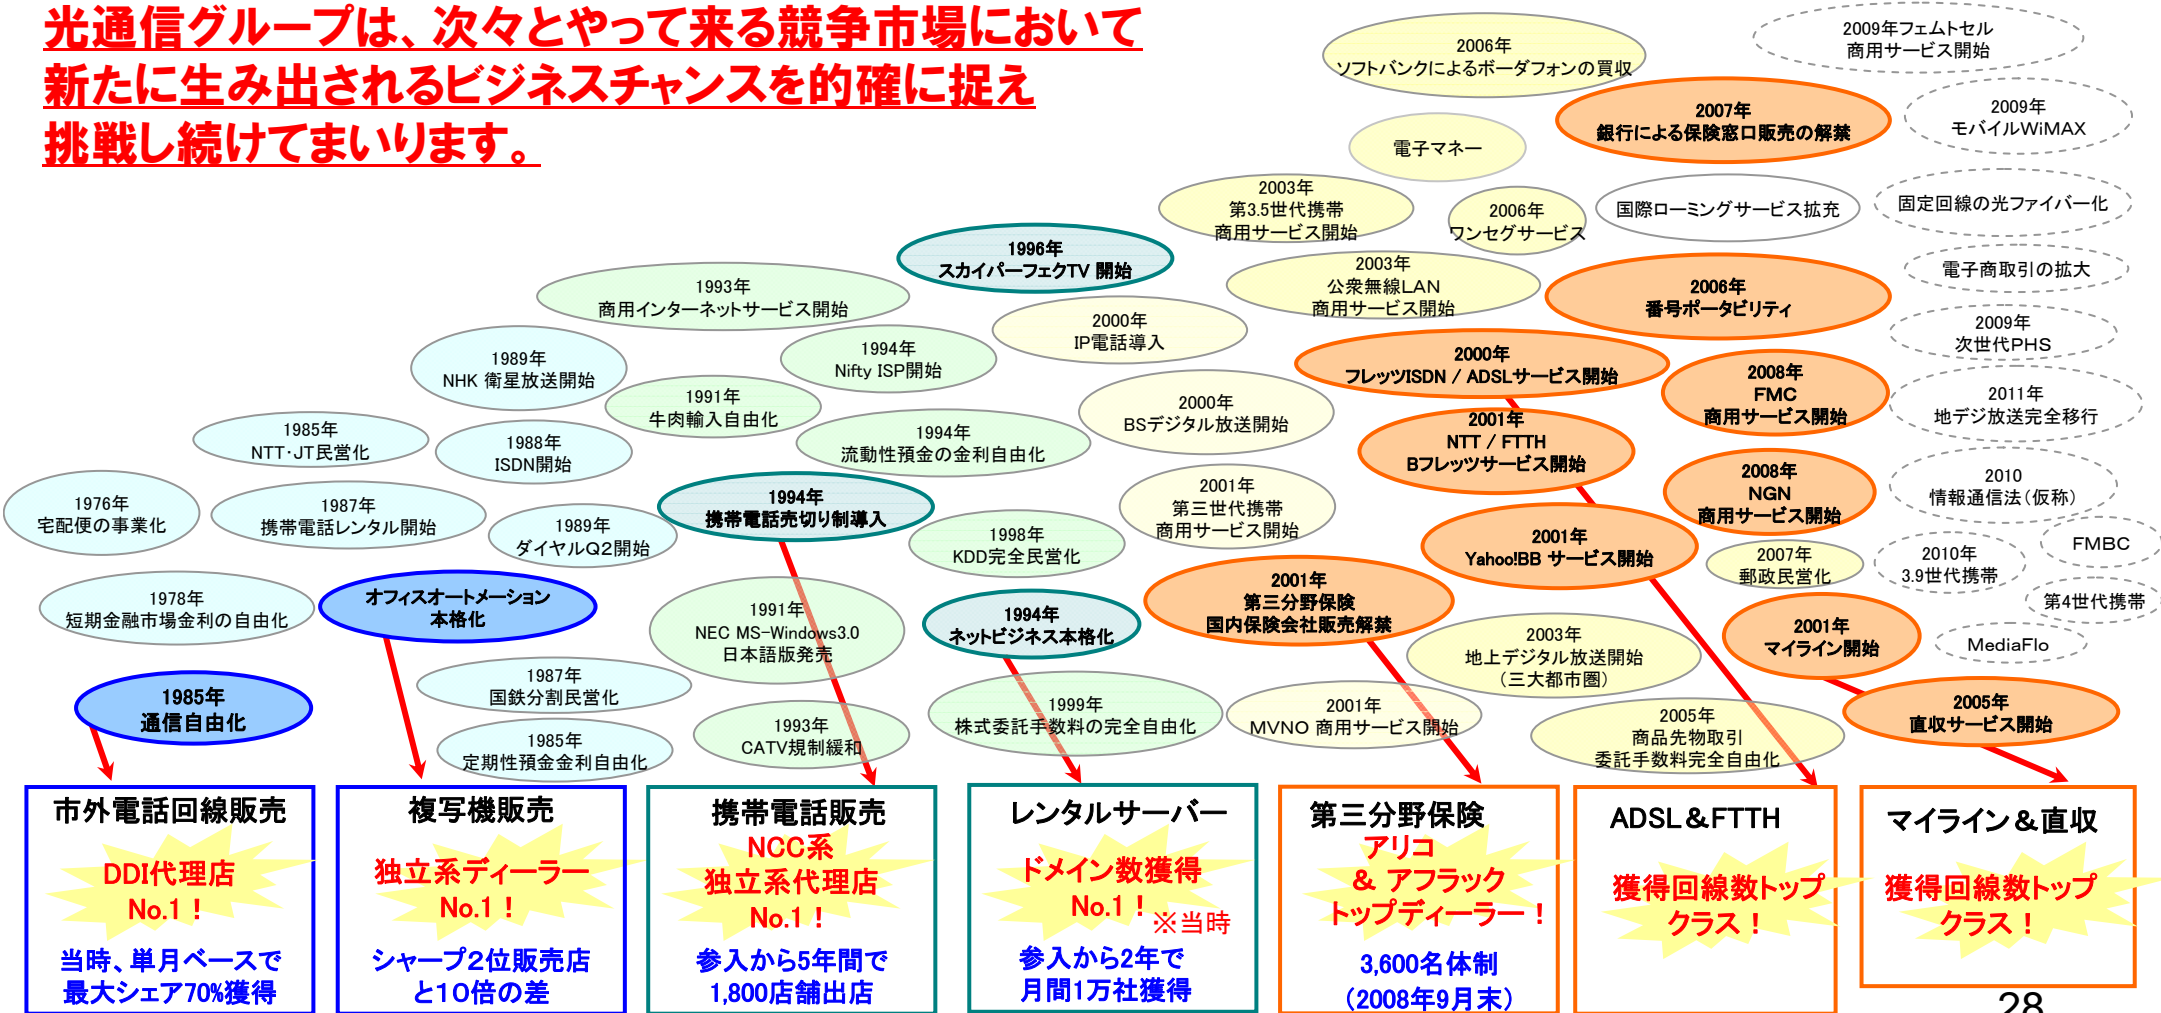 光通信グループは、次々とやって来る競争市場において
新たに生み出されるビジネスチャンスを的確に捉え
挑戦し続けてまいります。
2006年
ソフトバンクによるボーダフォンの買収
2009年フェムトセル
商用サービス開始
2007年
銀行による保険窓口販売の解禁
2009年
モバイルWiMAX
電子マネー
2003年
第3.5世代携帯
商用サービス開始
2006年
ワンセグサービス
国際ローミングサービス拡充
固定回線の光ファイバー化
1996年
スカイパーフェクTV 開始
2003年
公衆無線LAN
商用サービス開始
電子商取引の拡大
1993年
商用インターネットサービス開始
2006年
番号ポータビリティ
2000年
IP電話導入
2009年
次世代PHS
1989年
NHK 衛星放送開始
1994年
Nifty ISP開始
2000年
フレッツISDN / ADSLサービス開始
2008年
FMC
商用サービス開始
1991年
牛肉輸入自由化
2000年
BSデジタル放送開始
2011年
地デジ放送完全移行
1985年
NTT･JT民営化
1988年
ISDN開始
1994年
流動性預金の金利自由化
2001年
NTT / FTTH
Bフレッツサービス開始
2008年
NGN
商用サービス開始
2010
情報通信法（仮称）
1976年
宅配便の事業化
1987年
携帯電話レンタル開始
1989年
ダイヤルQ2開始
1994年
携帯電話売切り制導入
2001年
第三世代携帯
商用サービス開始
1998年
KDD完全民営化
2001年
Yahoo!BB サービス開始
2007年
郵政民営化
2010年
3.9世代携帯
FMBC
1978年
短期金融市場金利の自由化
オフィスオートメーション
本格化
1991年
NEC MS-Windows3.0
日本語版発売
1994年
ネットビジネス本格化
2001年
第三分野保険
国内保険会社販売解禁
2003年
地上デジタル放送開始
（三大都市圏）
2001年
マイライン開始
第4世代携帯
MediaFlo
1985年
通信自由化
1987年
国鉄分割民営化
1985年
定期性預金金利自由化
1993年
CATV規制緩和
1999年
株式委託手数料の完全自由化
2001年
MVNO 商用サービス開始
2005年
商品先物取引
委託手数料完全自由化
2005年
直収サービス開始
市外電話回線販売
DDI代理店
No.1！
当時、単月ベースで
最大シェア70%獲得
複写機販売
独立系ディーラー
No.1！
シャープ2位販売店
と10倍の差
携帯電話販売
NCC系
独立系代理店
No.1！
参入から5年間で
1,800店舗出店
レンタルサーバー
ドメイン数獲得
No.1！
※当時
参入から2年で
月間1万社獲得
第三分野保険
アリコ
& アフラック
トップディーラー！
3,600名体制
（2008年9月末）
ADSL＆FTTH
獲得回線数トップ
クラス！
マイライン＆直収
獲得回線数トップ
クラス！
28